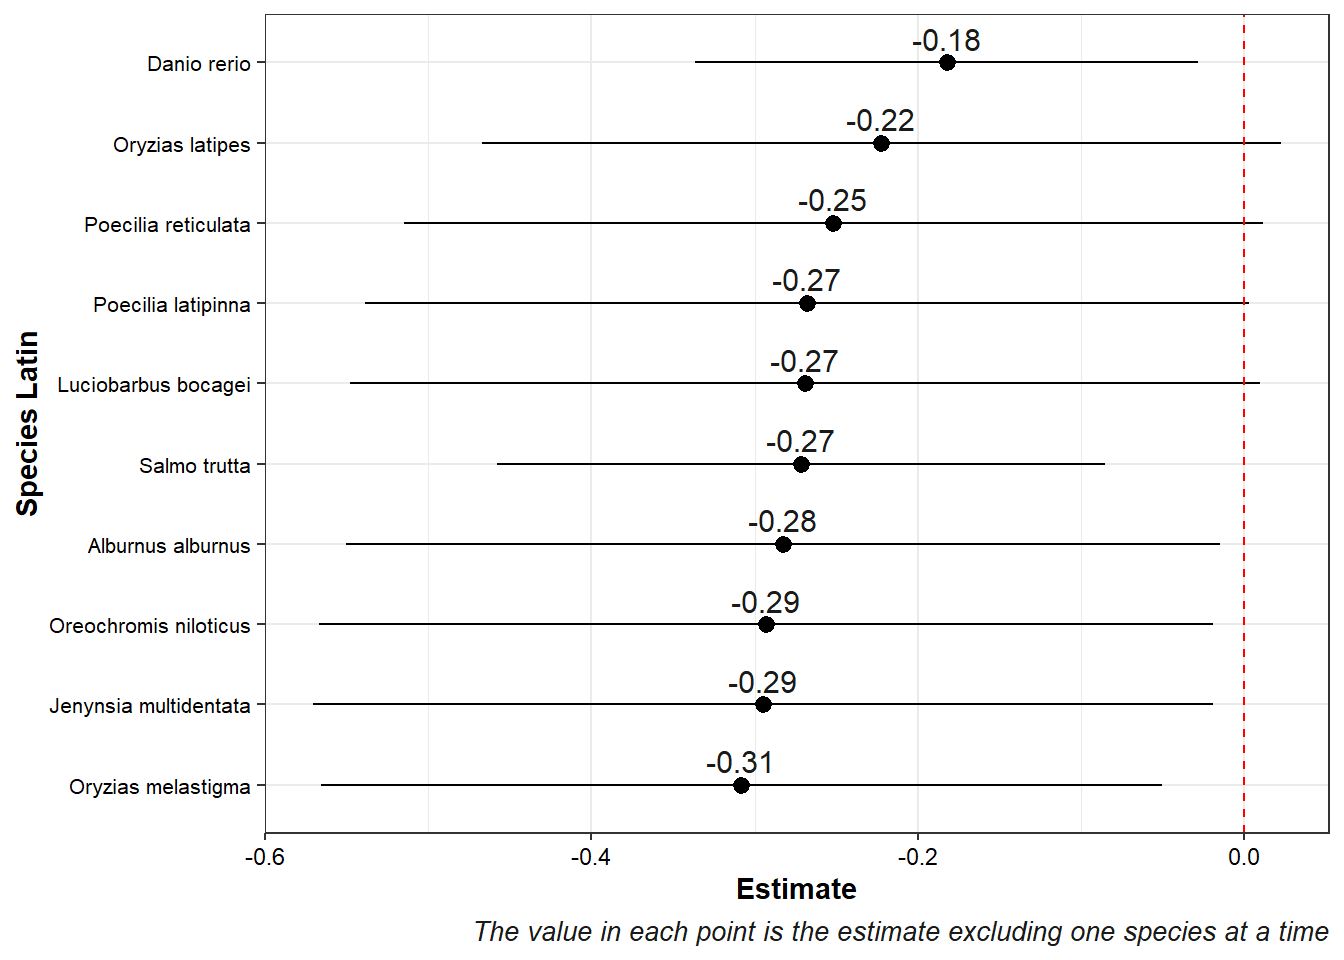 Species Latin
Danio rerio
-0.18
Oryzias latipes
-0.22
Poecilia reticulata
-0.25
Poecilia latipinna
-0.27
Luciobarbus bocagei
-0.27
Salmo trutta
-0.27
Alburnus alburnus
-0.28
Oreochromis niloticus
-0.29
Jenynsia multidentata
-0.29
Oryzias melastigma
-0.31
-0.6 -0.4 -0.2 0.0
Estimate
The value in each point is the estimate excluding one species at a time